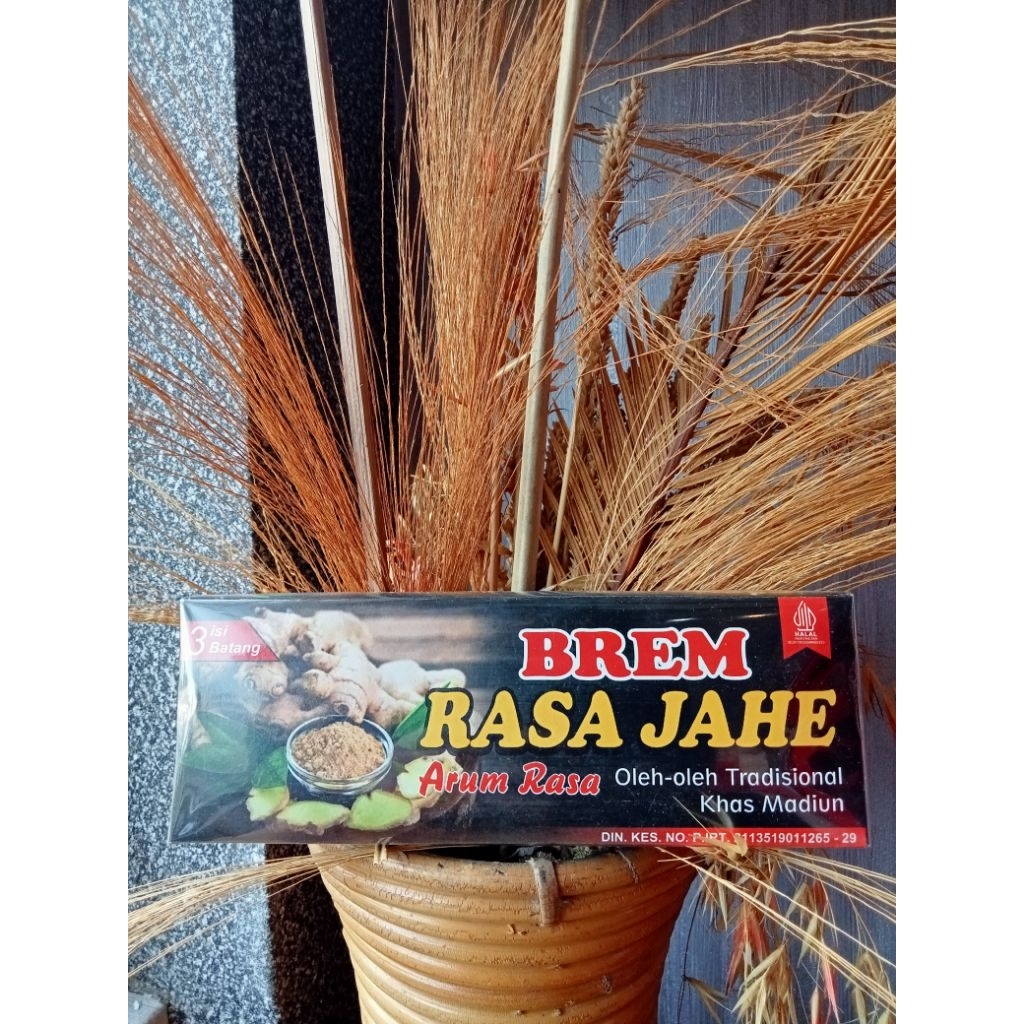 3 isi
Batang
BREM
RASA JAHE
Arum Rasa
Oleh-oleh Tradisional
Khas Madiun
HALAL
DIN. KES. NO. P.IRT. 3113519011265 - 29